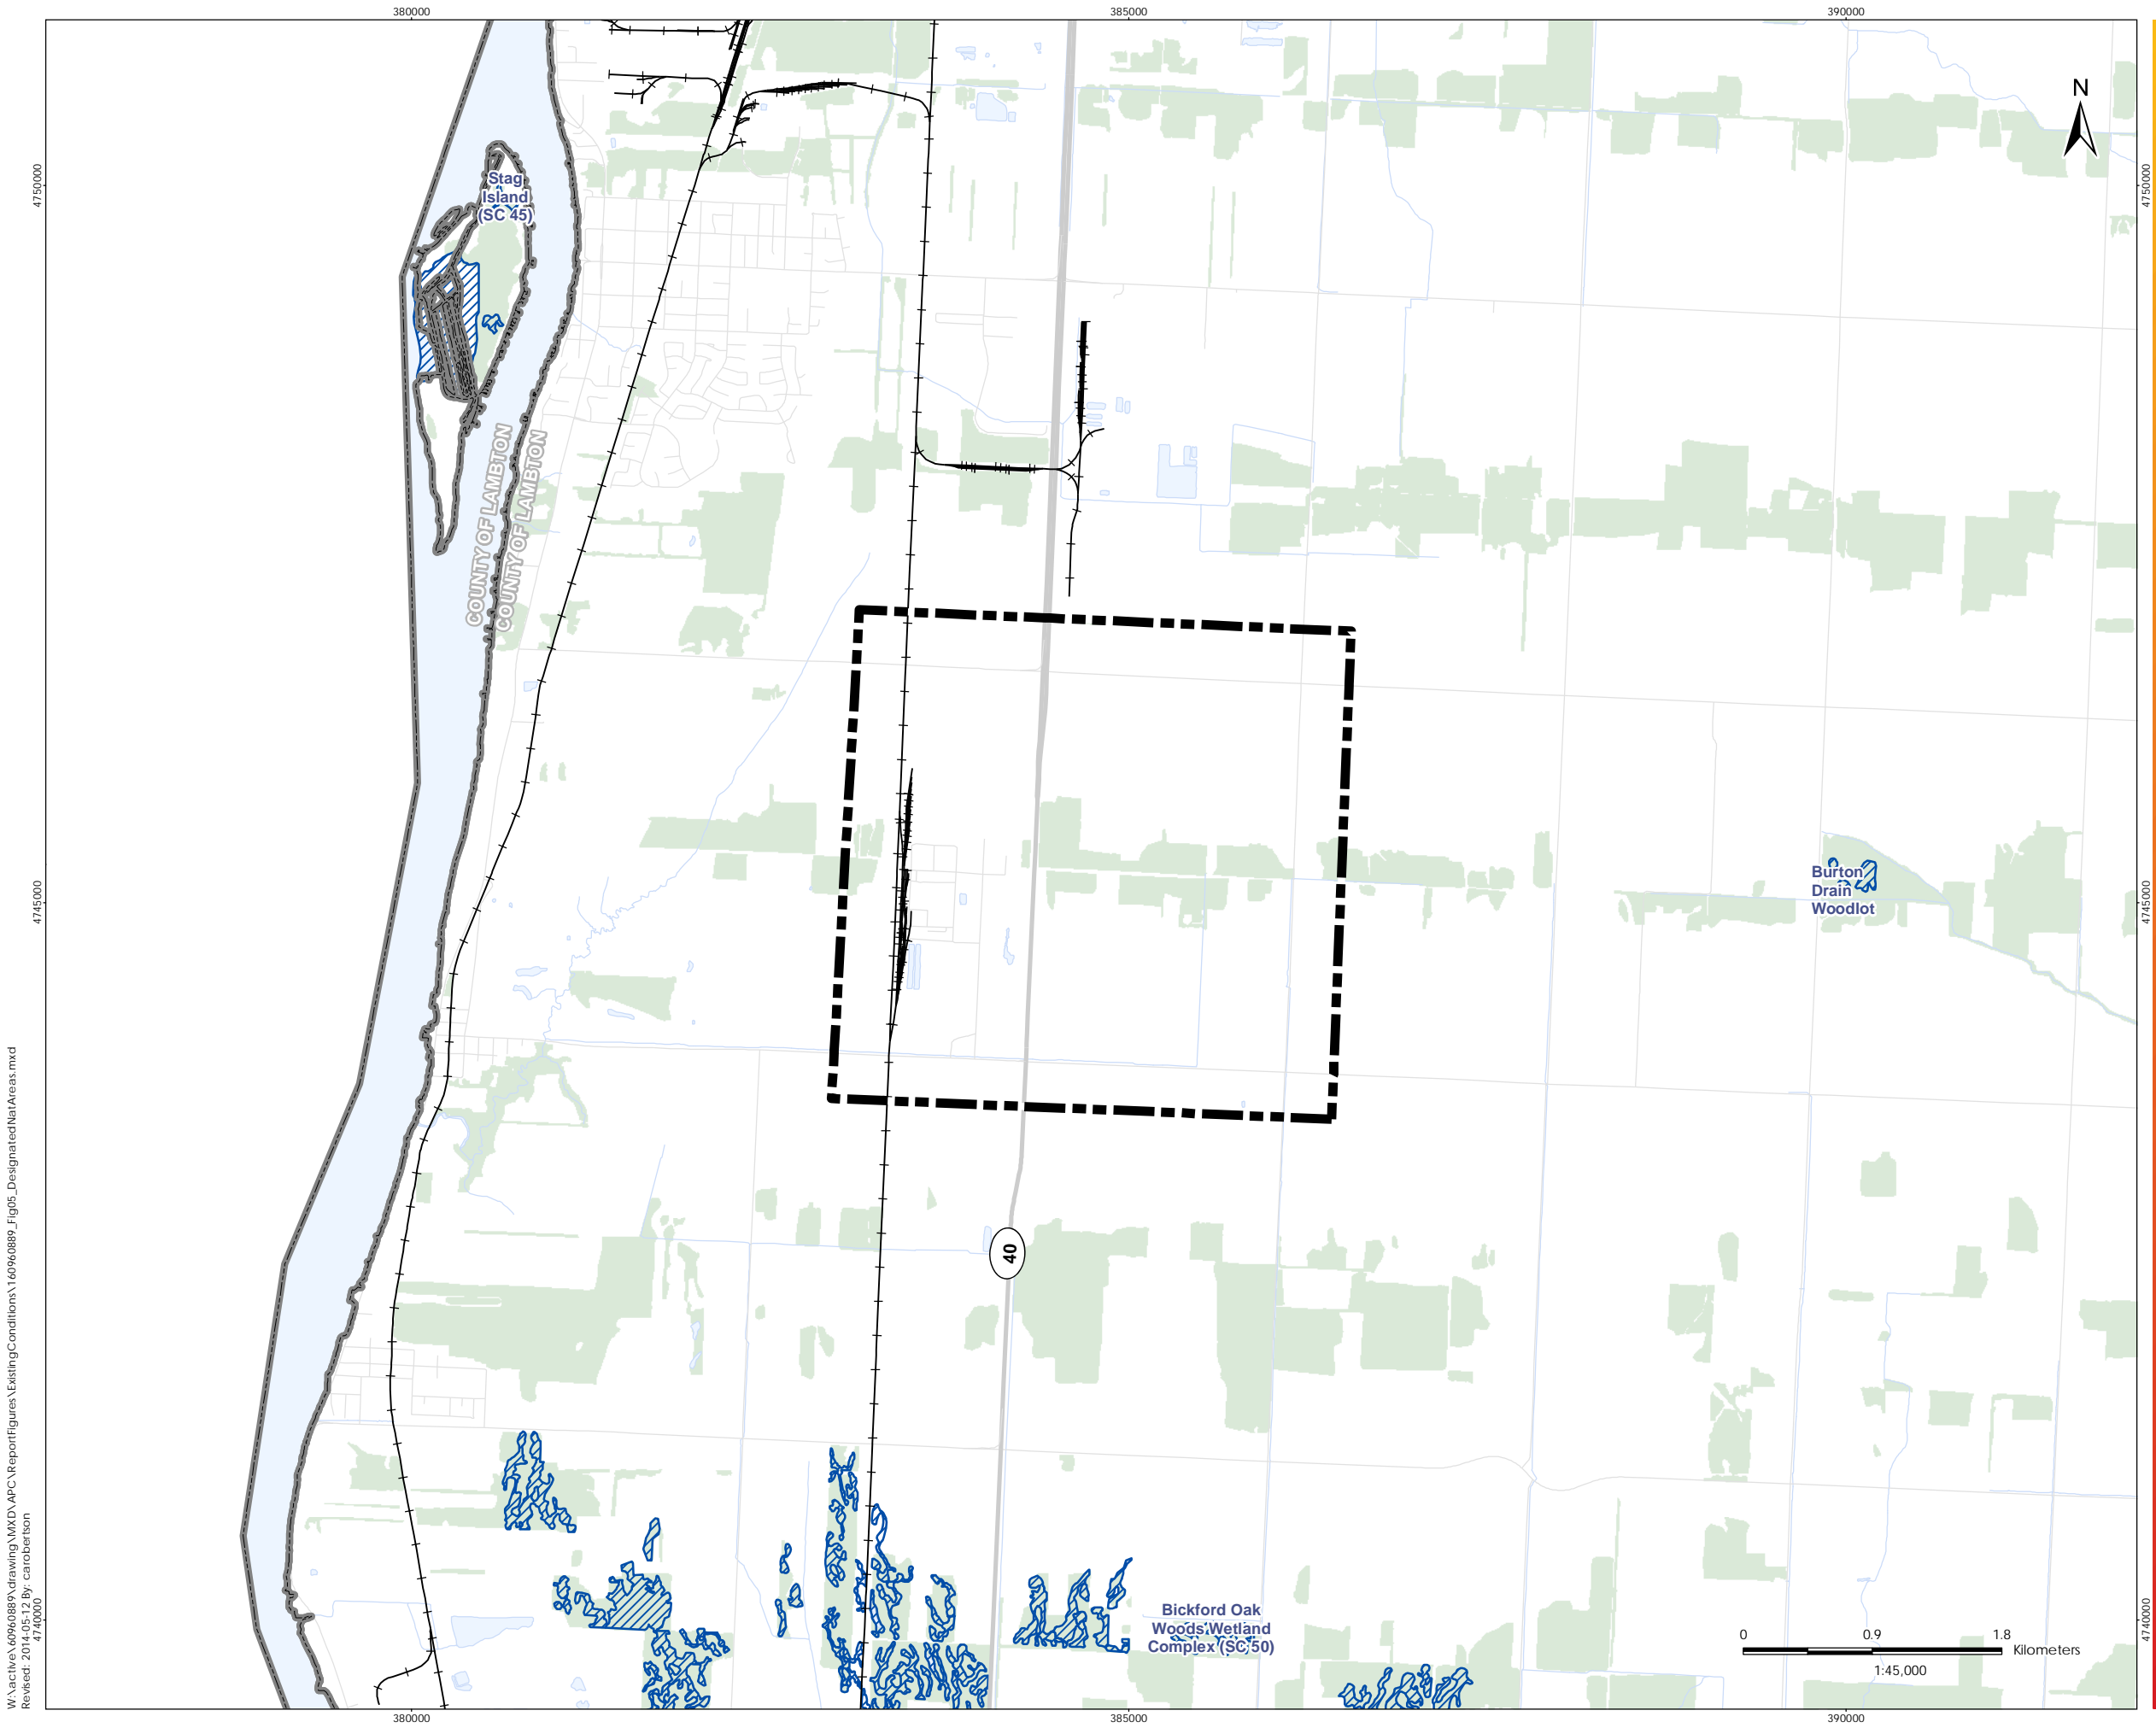 380000
385000
390000
N
4750000
4750000
Stag
Island
(SC 45)
COUNTY OF LAMBTON
COUNTY OF LAMBTON
4745000
4745000
Burton
Drain
Woodlot
40
4740000
4740000
Bickford Oak
Woods Wetland
Complex (SC 50)
0 0.9 1.8
Kilometers
1:45,000
380000
385000
390000
W:\active\60960889\drawing\MXD\APC\ReportFigures\ExistingConditions\160960889_Fig05_DesignatedNatAreas.mxd
Revised: 2014-05-12 By: carobertson